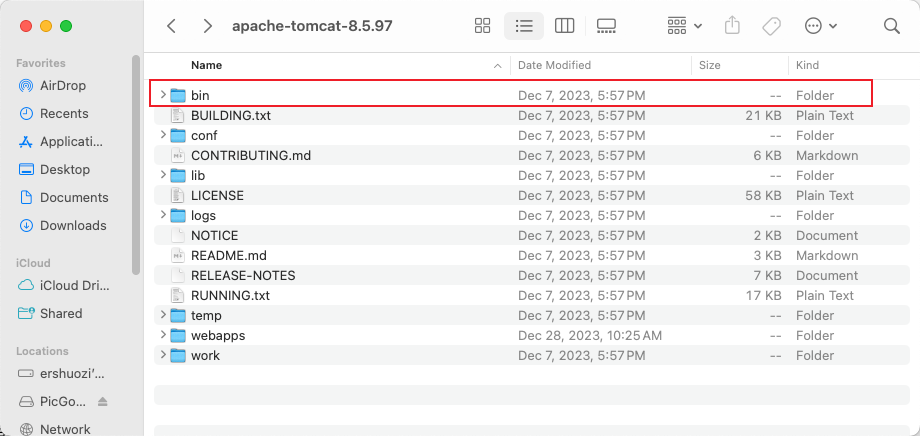 apache-tomcat-8.5.97
Favorites
AirDrop
Recents
Applicati...
Desktop
Documents
Downloads
iCloud
iCloud Dri...
Shared
Locations
ershuozi'...
PicGo...
Network
Name Date Modified Size Kind
bin Dec 7, 2023, 5:57 PM -- Folder
BUILDING.txt Dec 7, 2023, 5:57 PM 21 KB Plain Text
conf Dec 7, 2023, 5:57 PM -- Folder
CONTRIBUTING.md Dec 7, 2023, 5:57 PM 6 KB Markdown
lib Dec 7, 2023, 5:57 PM -- Folder
LICENSE Dec 7, 2023, 5:57 PM 58 KB Plain Text
logs Dec 7, 2023, 5:57 PM -- Folder
NOTICE Dec 7, 2023, 5:57 PM 2 KB Document
README.md Dec 7, 2023, 5:57 PM 3 KB Markdown
RELEASE-NOTES Dec 7, 2023, 5:57 PM 7 KB Document
RUNNING.txt Dec 7, 2023, 5:57 PM 17 KB Plain Text
temp Dec 7, 2023, 5:57 PM -- Folder
webapps Dec 28, 2023, 10:25 AM -- Folder
work Dec 7, 2023, 5:57 PM -- Folder